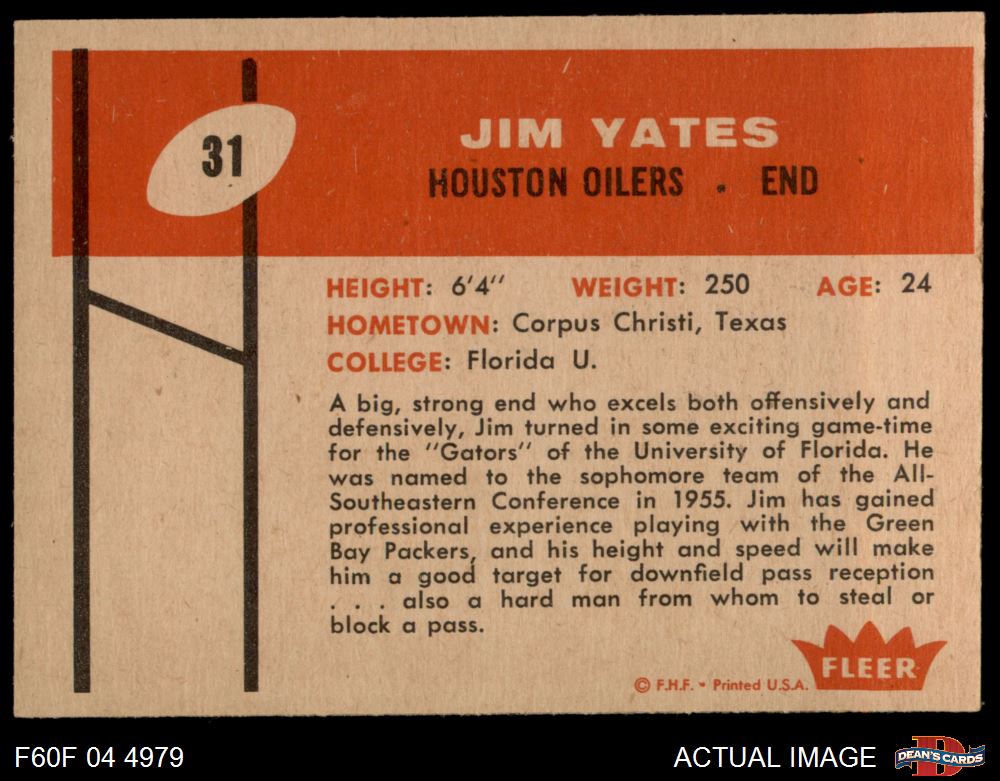 31
JIM YATES
HOUSTON OILERS . END
HEIGHT: 6'4" WEIGHT: 250 AGE: 24
HOMETOWN: Corpus Christi, Texas
COLLEGE: Florida U.
A big, strong end who excels both offensively and
defensively, Jim turned in some exciting game-time
for the "Gators" of the University of Florida. He
was named to the sophomore team of the All-
Southeastern Conference in 1955. Jim has gained
professional experience playing with the Green
Bay Packers, and his height and speed will make
him a good target for downfield pass reception
. . . also a hard man from whom to steal or
block a pass.
FLEER
© F.H.F. • Printed U.S.A.
F60F 04 4979
ACTUAL IMAGE
D
DEAN'S CARDS